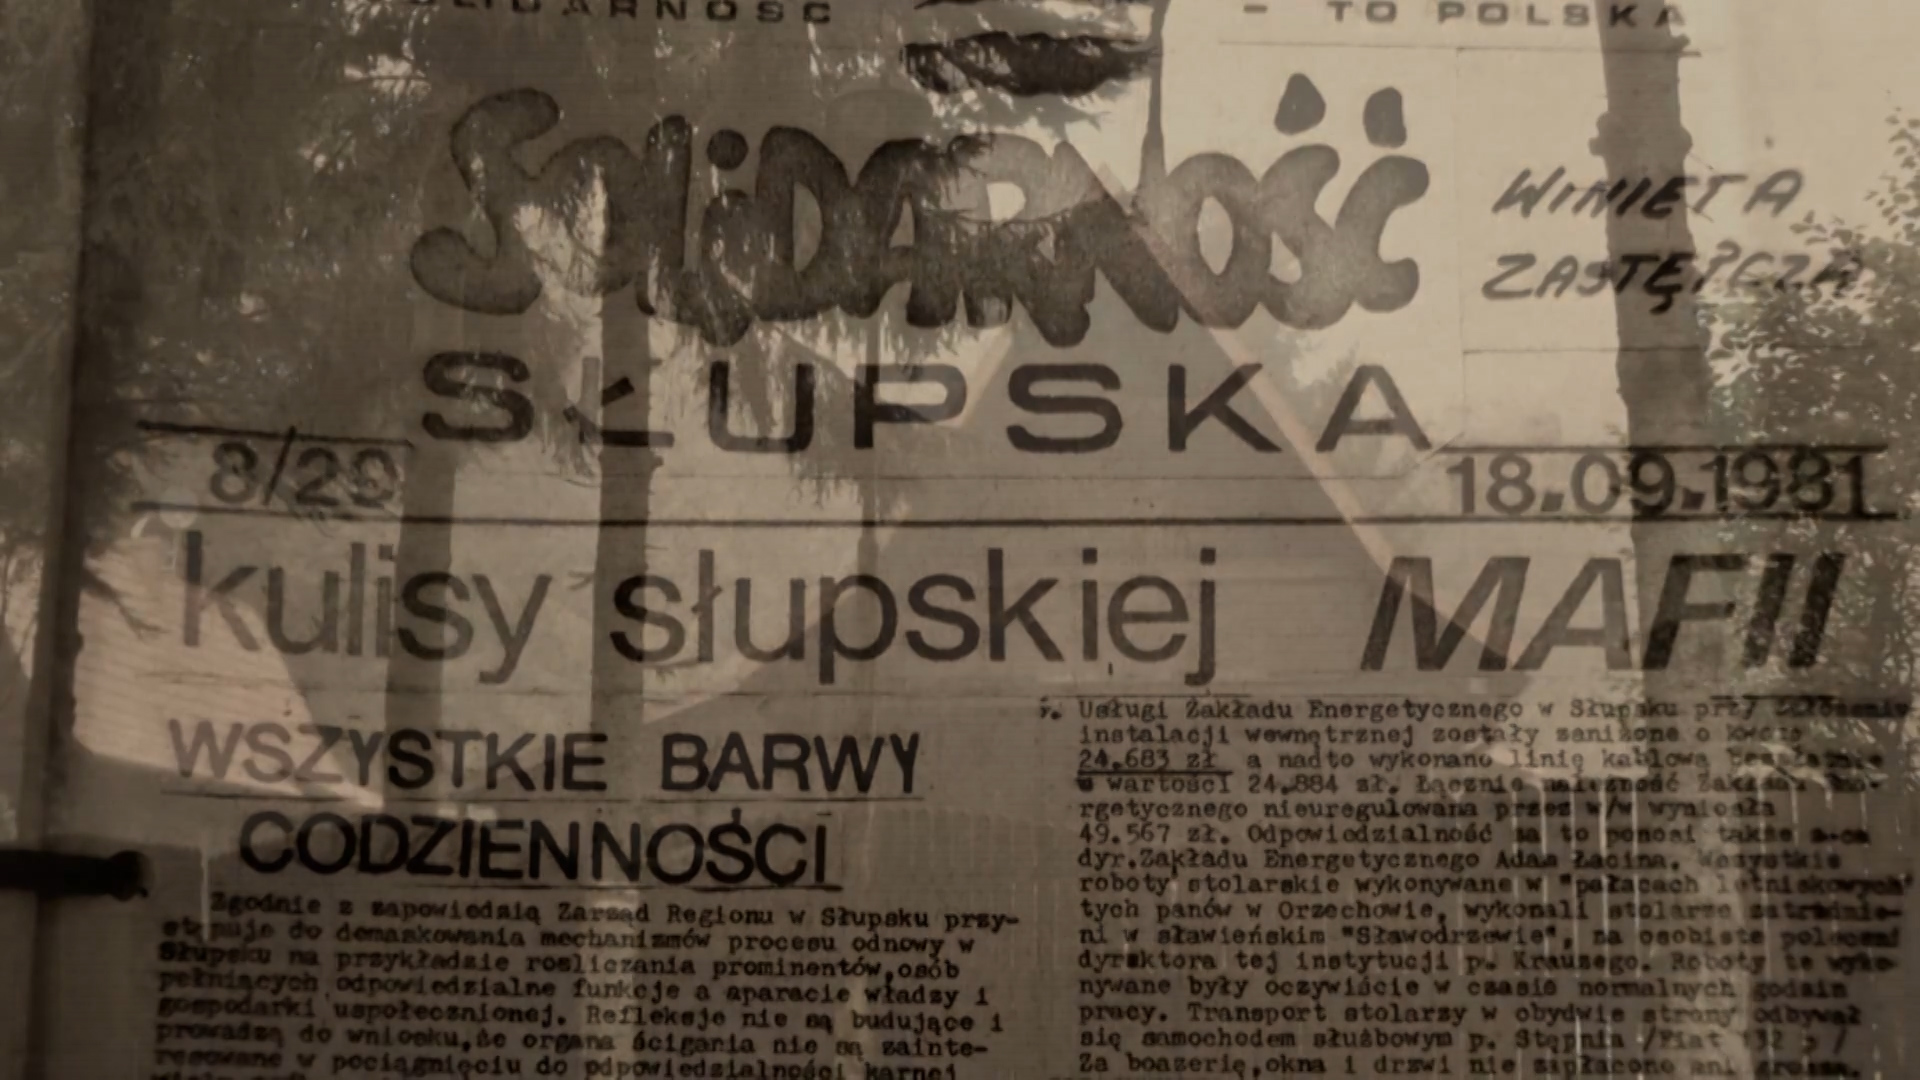 SOLIDARNOŚĆ
- TO POLSKA
SOLIDARNOŚĆ
WINIETA
ZASTĘPCZA
SŁUPSKA
8/29
18.09.1981
kulisy słupskiej MAFII
WSZYSTKIE BARWY
CODZIENNOŚCI
Zgodnie z zapowiedzią Zarząd Regionu w Słupsku przy-
stępuje do demaskowania mechanizmów procesu odnowy w
Słupsku na przykładzie rosliczania prominentów,osób
pełniących odpowiedzialne funkcje a aparacie władzy i
gospodarki uspołecznionej. Refleksje nie są budujące i
prowadzą do wniosku,że organa ścigania nie są zainte-
resowane w pociągnięciu do odpowiedzialności karnej
Usługi Zakładu Energetycznego w Słupsku przy
instalacji wewnętrznej zostały zaniżone o
24.683 zł a nadto wykonano linię kablową
o wartości 24.884 zł. Łącznie należność
rgetycznego nieuregulowana przez w/w wyniosła
49.567 zł. Odpowiedzialność za to ponosi także
dyr.Zakładu Energetycznego Adam Łacina. Wszystkie
roboty stolarskie wykonywane w "pałacach letniskowych"
tych panów w Orzechowie, wykonali stolarze zatrudnie-
ni w sławieńskim "Sławodrzewie", na osobiste
dyrektora tej instytucji p. Krauzego. Roboty te wyko-
nywane były oczywiście w czasie normalnych godzin
pracy. Transport stolarzy w obydwie strony odbywał
się samochodem służbowym p. Stępnia /Fiat
Za boazerię,okna i drzwi nie zapłacono ani grosza.